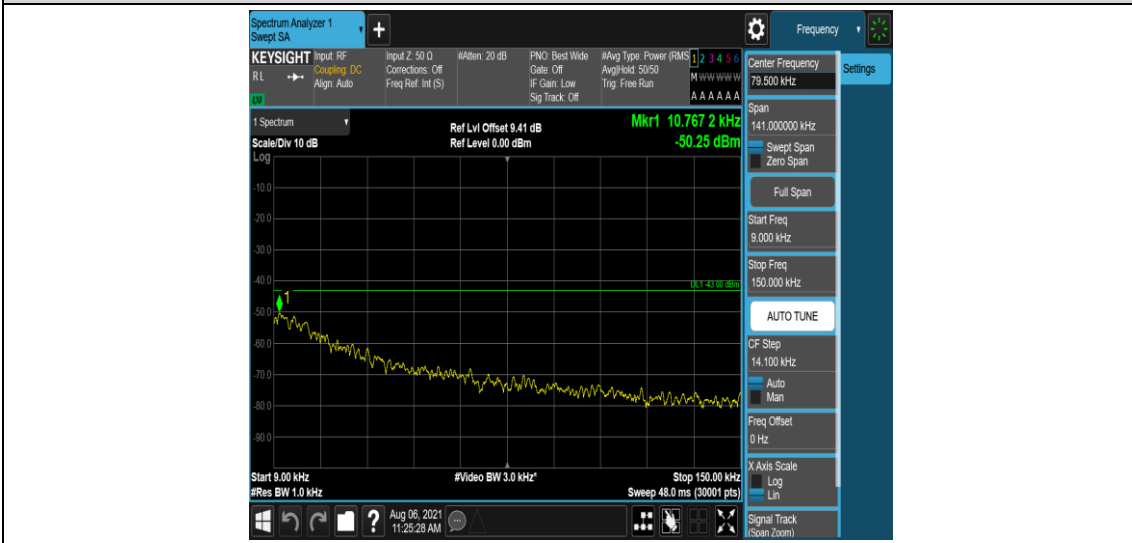 Spectrum Analyzer 1
Swept SA
+
Frequency
KEYSIGHT
Input: RF
Coupling: DC
Align: Auto
Input Z: 50 Ω
Corrections: Off
Freq Ref: Int (S)
#Atten: 20 dB
PNO: Best Wide
Gate: Off
IF Gain: Low
Sig Track: Off
#Avg Type: Power (RMS
Avg|Hold: 50/50
Trig: Free Run
1 2 3 4 5 6
M W W W W W
A A A A A A
R L
LXI
1 Spectrum
Scale/Div 10 dB
Log
Ref Lvl Offset 9.41 dB
Ref Level 0.00 dBm
Mkr1 10.767 2 kHz
-50.25 dBm
-10.0
-20.0
-30.0
-40.0
DL1 -43.00 dBm
1
-50.0
-60.0
-70.0
-80.0
-90.0
Start 9.00 kHz
#Res BW 1.0 kHz
#Video BW 3.0 kHz*
Stop 150.00 kHz
Sweep 48.0 ms (30001 pts)
?
Aug 06, 2021
11:25:28 AM
Center Frequency
79.500 kHz
Settings
Span
141.000000 kHz
Swept Span
Zero Span
Full Span
Start Freq
9.000 kHz
Stop Freq
150.000 kHz
AUTO TUNE
CF Step
14.100 kHz
Auto
Man
Freq Offset
0 Hz
X Axis Scale
Log
Lin
Signal Track
(Span Zoom)